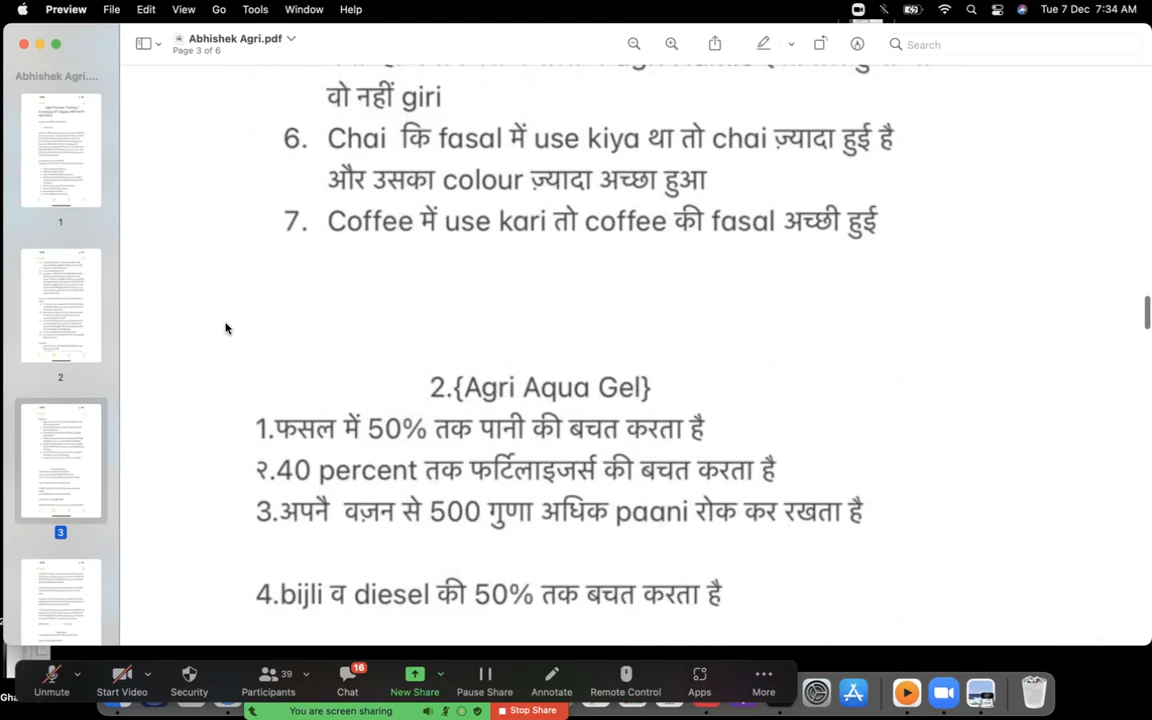 Preview File Edit View Go Tools Window Help Tue 7 Dec 7:34 AM
Abhishek Agri.pdf
Page 3 of 6
Search
Abhishek Agri....
वो नहीं giri
6. Chai कि fasal में use kiya था तो chai ज़्यादा हुई है
और उसका colour ज़्यादा अच्छा हुआ
7. Coffee में use kari तो coffee की fasal अच्छी हुई
1
2
3
2.{Agri Aqua Gel}
1.फसल में 50% तक पानी की बचत करता है
२.40 percent तक फर्टिलाइजर्स की बचत करता है
3.अपनै वज़न से 500 गुणा अधिक paani रोक कर रखता है
4.bijli व diesel की 50% तक बचत करता है
16
39
Unmute Start Video Security Participants Chat New Share Pause Share Annotate Remote Control Apps More
You are screen sharing Stop Share